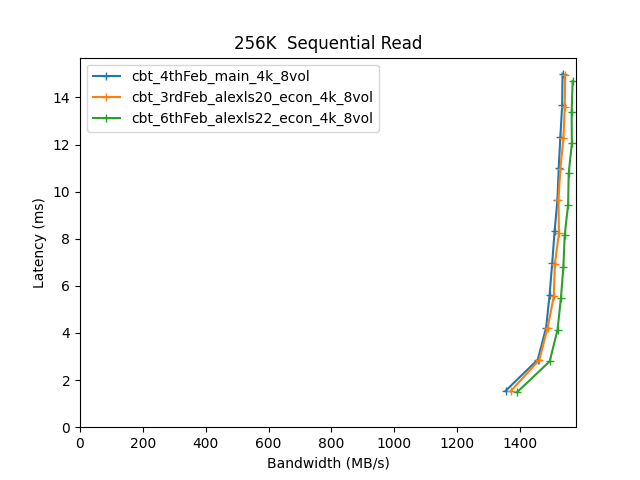 256K  Sequential Read
cbt_4thFeb_main_4k_8vol
cbt_3rdFeb_alexls20_econ_4k_8vol
cbt_6thFeb_alexls22_econ_4k_8vol
14
12
10
8
6
4
2
0
Latency (ms)
0 200 400 600 800 1000 1200 1400
Bandwidth (MB/s)